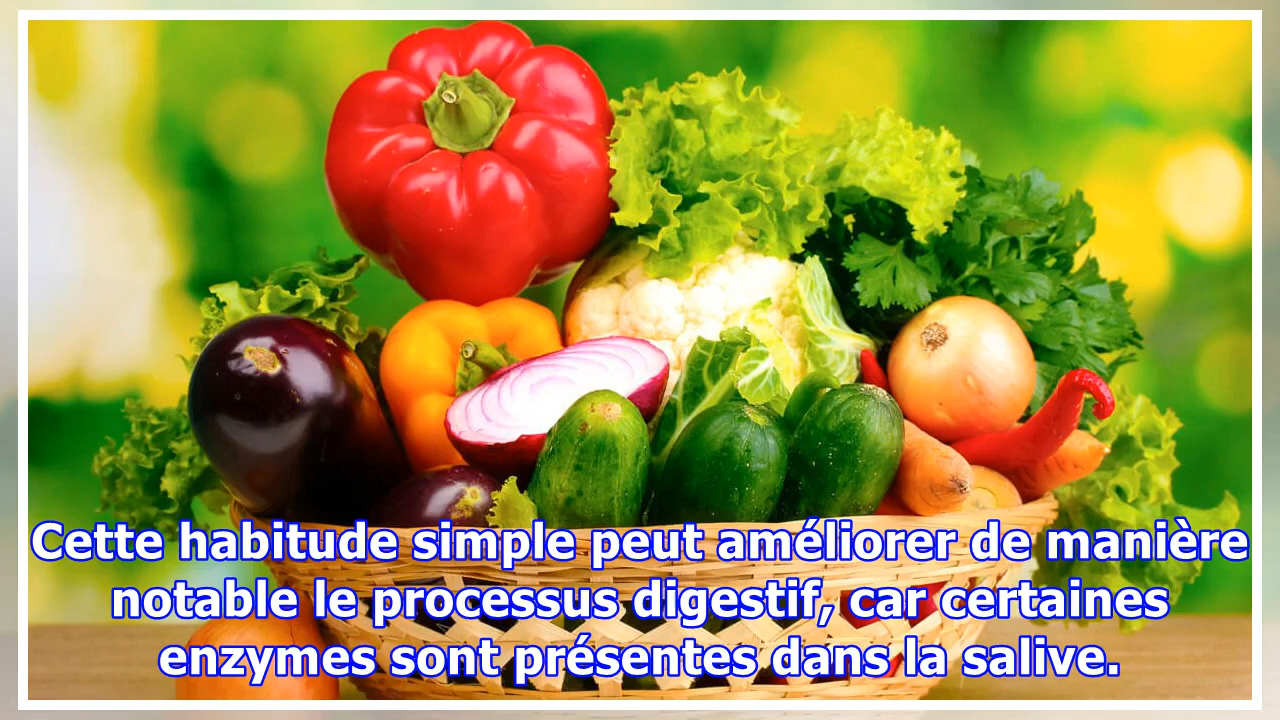 Cette habitude simple peut améliorer de manière
notable le processus digestif, car certaines
enzymes sont présentes dans la salive.